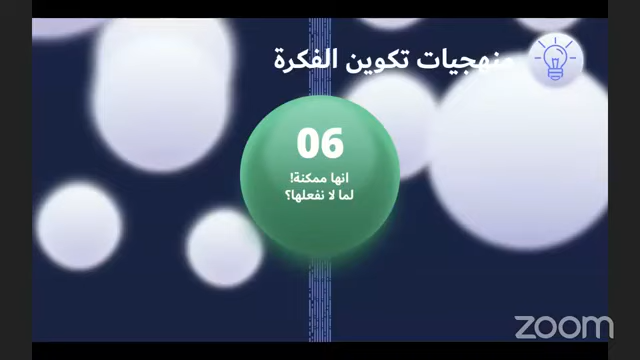 منهجيات تكوين الفكرة
06
انها ممكنة!
لما لا نفعلها؟
zoom